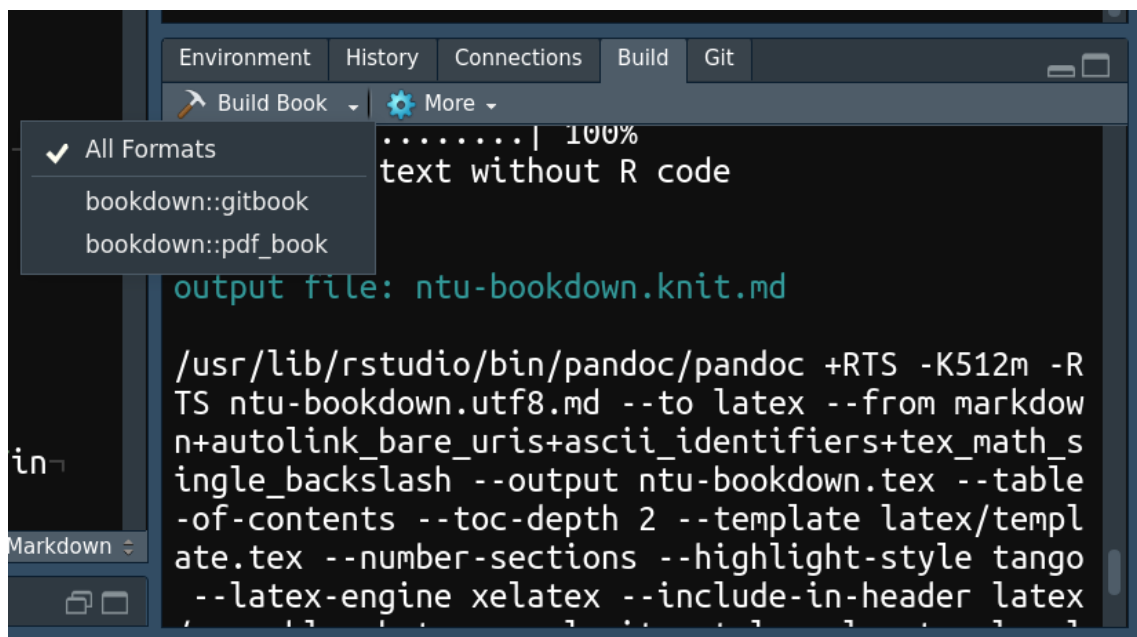 Environment History Connections Build Git
Build Book More
All Formats
bookdown::gitbook
bookdown::pdf_book
........| 100%
text without R code
output file: ntu-bookdown.knit.md
/usr/lib/rstudio/bin/pandoc/pandoc +RTS -K512m -R
TS ntu-bookdown.utf8.md --to latex --from markdow
n+autolink_bare_uris+ascii_identifiers+tex_math_s
ingle_backslash --output ntu-bookdown.tex --table
-of-contents --toc-depth 2 --template latex/templ
ate.tex --number-sections --highlight-style tango
--latex-engine xelatex --include-in-header latex
in¬
Markdown